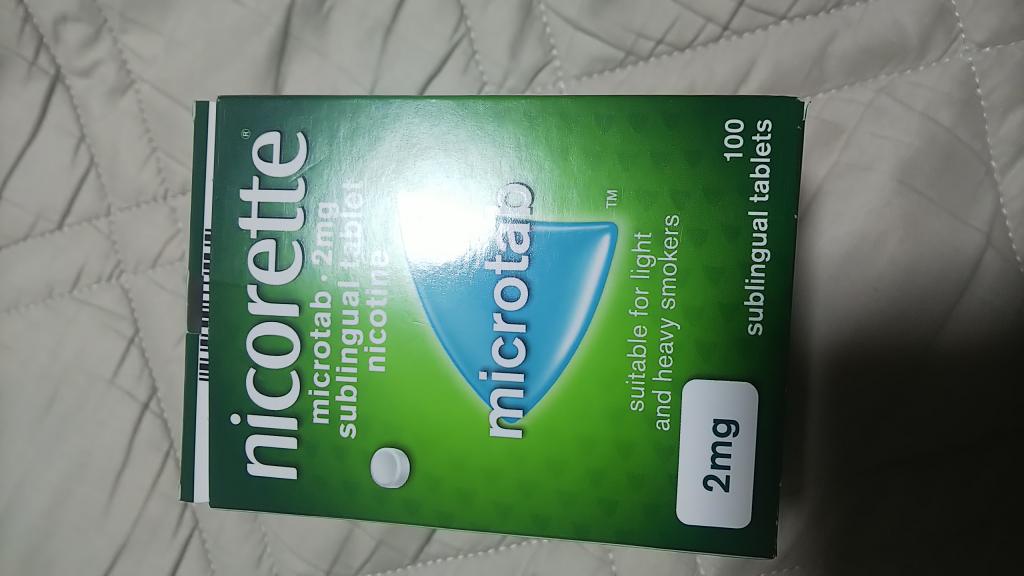 nicorette®
microtab · 2mg
sublingual tablet
nicotine
microtab
™
suitable for light
and heavy smokers
2mg
100
sublingual tablets